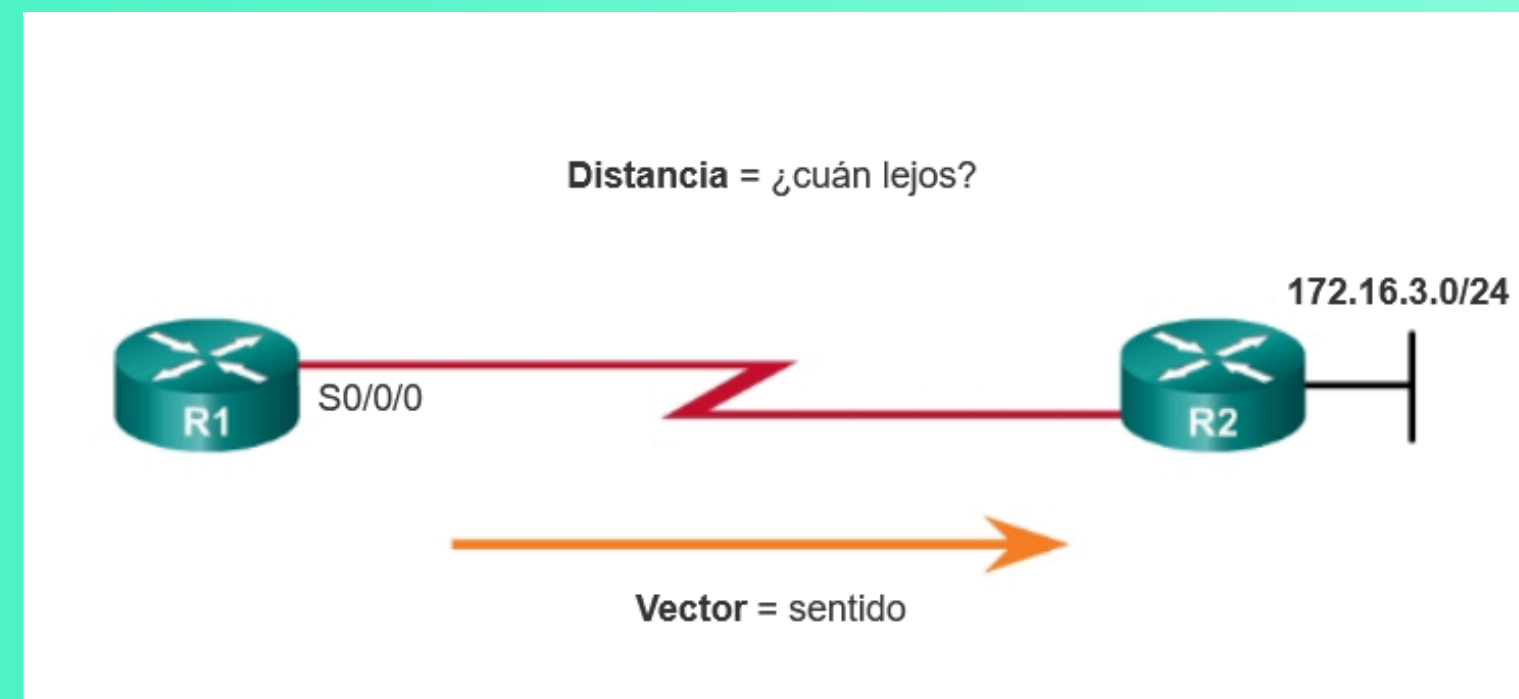 Distancia = ¿cuán lejos?
172.16.3.0/24
S0/0/0
R1
R2
Vector = sentido